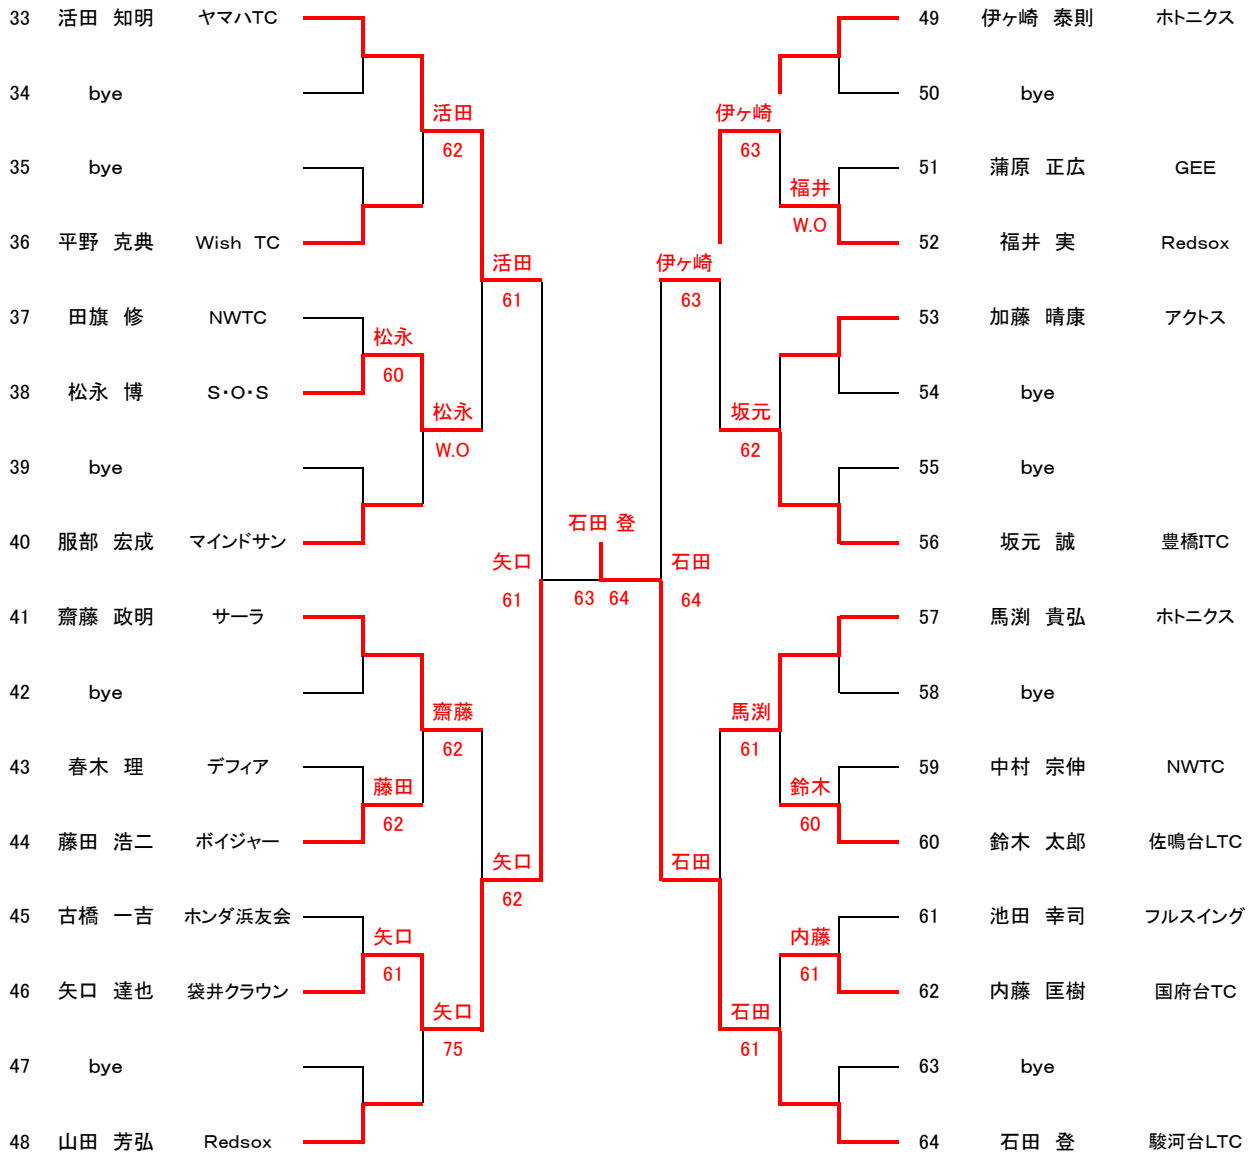 33 活田 知明 ヤマハTC
34 bye
35 bye
36 平野 克典 Wish TC
37 田旗 修 NWTC
38 松永 博 S・O・S
39 bye
40 服部 宏成 マインドサン
41 齋藤 政明 サーラ
42 bye
43 春木 理 デフィア
44 藤田 浩二 ボイジャー
45 古橋 一吉 ホンダ浜友会
46 矢口 達也 袋井クラウン
47 bye
48 山田 芳弘 Redsox
松永
60
藤田
62
矢口
61
活田
62
松永
W.O
齋藤
62
矢口
75
活田
61
矢口
62
矢口
61
石田 登
63 64
石田
64
伊ヶ崎
63
石田
伊ヶ崎
63
坂元
62
馬渕
61
石田
61
福井
W.O
鈴木
60
内藤
61
49 伊ヶ崎 泰則 ホトニクス
50 bye
51 蒲原 正広 GEE
52 福井 実 Redsox
53 加藤 晴康 アクトス
54 bye
55 bye
56 坂元 誠 豊橋ITC
57 馬渕 貴弘 ホトニクス
58 bye
59 中村 宗伸 NWTC
60 鈴木 太郎 佐鳴台LTC
61 池田 幸司 フルスイング
62 内藤 匡樹 国府台TC
63 bye
64 石田 登 駿河台LTC